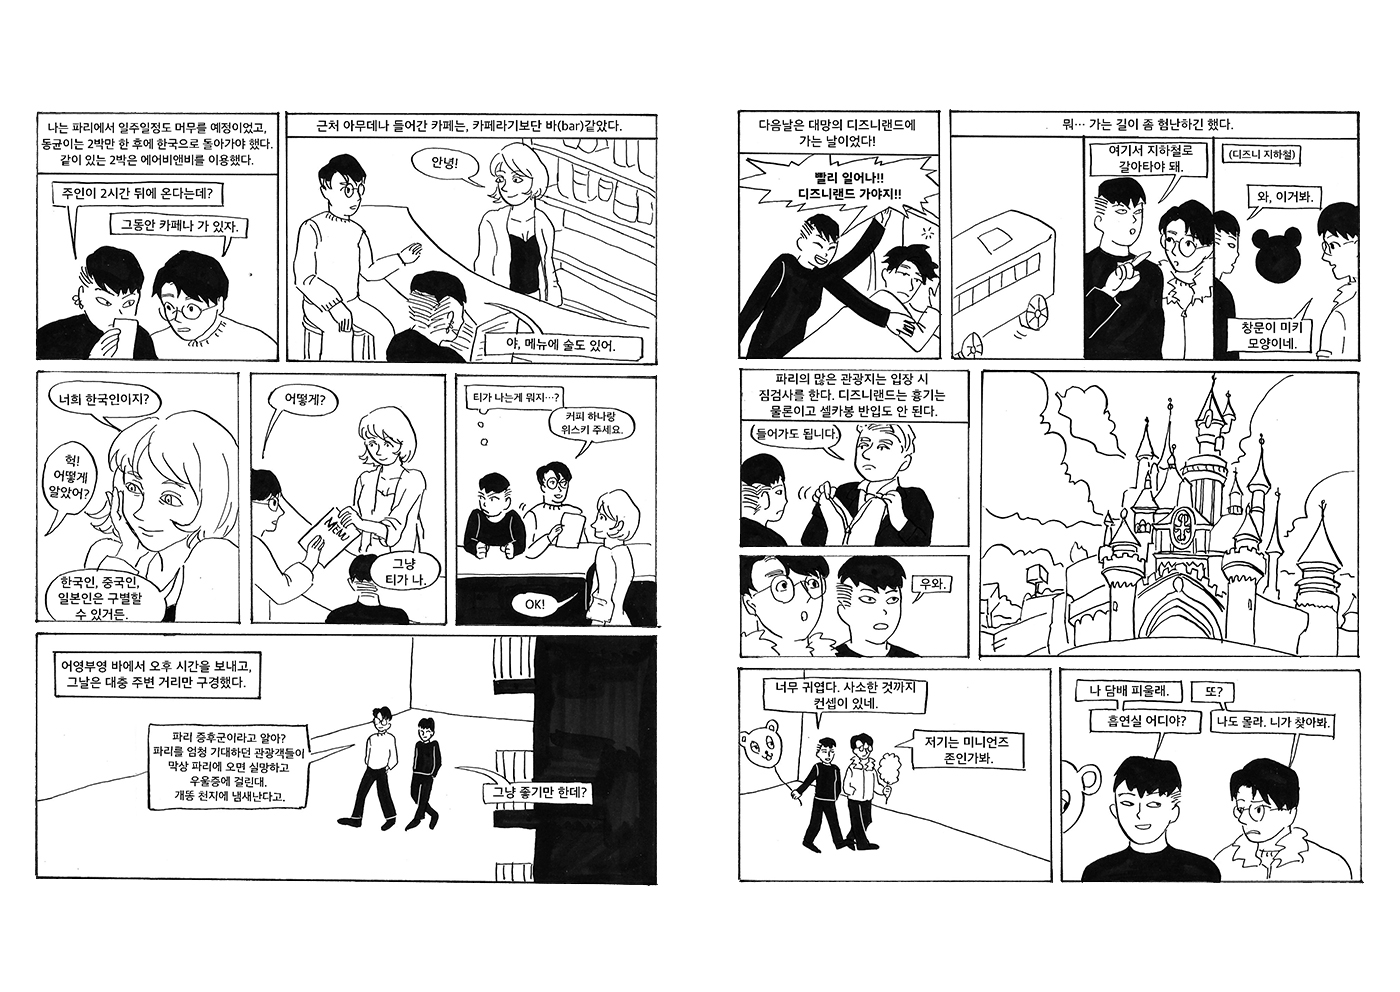 나는 파리에서 일주일정도 머무를 예정이었고,
동균이는 2박만 한 후에 한국으로 돌아가야 했다.
같이 있는 2박은 에어비앤비를 이용했다.
주인이 2시간 뒤에 온다는데?
그동안 카페나 가 있자.
근처 아무데나 들어간 카페는, 카페라기보단 바(bar)같았다.
안녕!
야, 메뉴에 술도 있어.
너희 한국인이지?
헉!
어떻게
알았어?
한국인, 중국인,
일본인은 구별할
수 있거든.
어떻게?
MENU
그냥
티가 나.
티가 나는게 뭐지…?
커피 하나랑
위스키 주세요.
OK!
어영부영 바에서 오후 시간을 보내고,
그날은 대충 주변 거리만 구경했다.
파리 증후군이라고 알아?
파리를 엄청 기대하던 관광객들이
막상 파리에 오면 실망하고
우울증에 걸린대.
개똥 천지에 냄새난다고.
그냥 좋기만 한데?
다음날은 대망의 디즈니랜드에
가는 날이었다!
빨리 일어나!!
디즈니랜드 가야지!!
뭐… 가는 길이 좀 험난하긴 했다.
여기서 지하철로
갈아타야 돼.
(디즈니 지하철)
와, 이거봐.
창문이 미키
모양이네.
파리의 많은 관광지는 입장 시
짐검사를 한다. 디즈니랜드는 흉기는
물론이고 셀카봉 반입도 안 된다.
들어가도 됩니다.
우와.
너무 귀엽다. 사소한 것까지
컨셉이 있네.
저기는 미니언즈
존인가봐.
나 담배 피울래.
또?
흡연실 어디야?
나도 몰라. 니가 찾아봐.